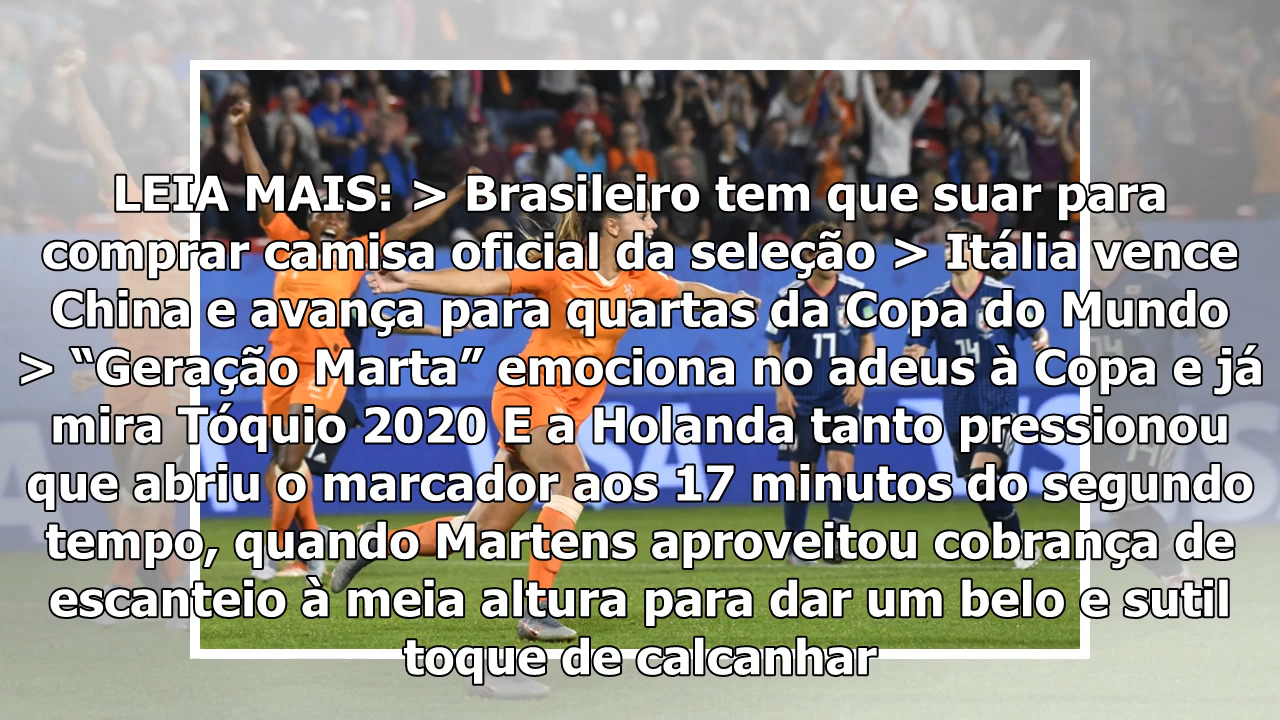 LEIA MAIS: > Brasileiro tem que suar para
comprar camisa oficial da seleção > Itália vence
China e avança para quartas da Copa do Mundo
> “Geração Marta” emociona no adeus à Copa e já
mira Tóquio 2020 E a Holanda tanto pressionou
que abriu o marcador aos 17 minutos do segundo
tempo, quando Martens aproveitou cobrança de
escanteio à meia altura para dar um belo e sutil
toque de calcanhar
17
14
VISA